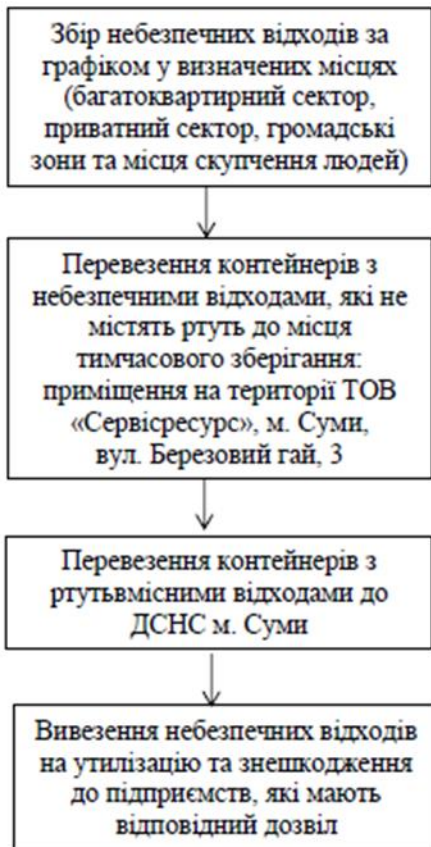 Збір небезпечних відходів за
графіком у визначених місцях
(багатоквартирний сектор,
приватний сектор, громадські
зони та місця скупчення людей)
Перевезення контейнерів з
небезпечними відходами, які не
містять ртуть до місця
тимчасового зберігання:
приміщення на території ТОВ
«Сервісресурс», м. Суми,
вул. Березовий гай, 3
Перевезення контейнерів з
ртутьвмісними відходами до
ДСНС м. Суми
Вивезення небезпечних відходів
на утилізацію та знешкодження
до підприємств, які мають
відповідний дозвіл